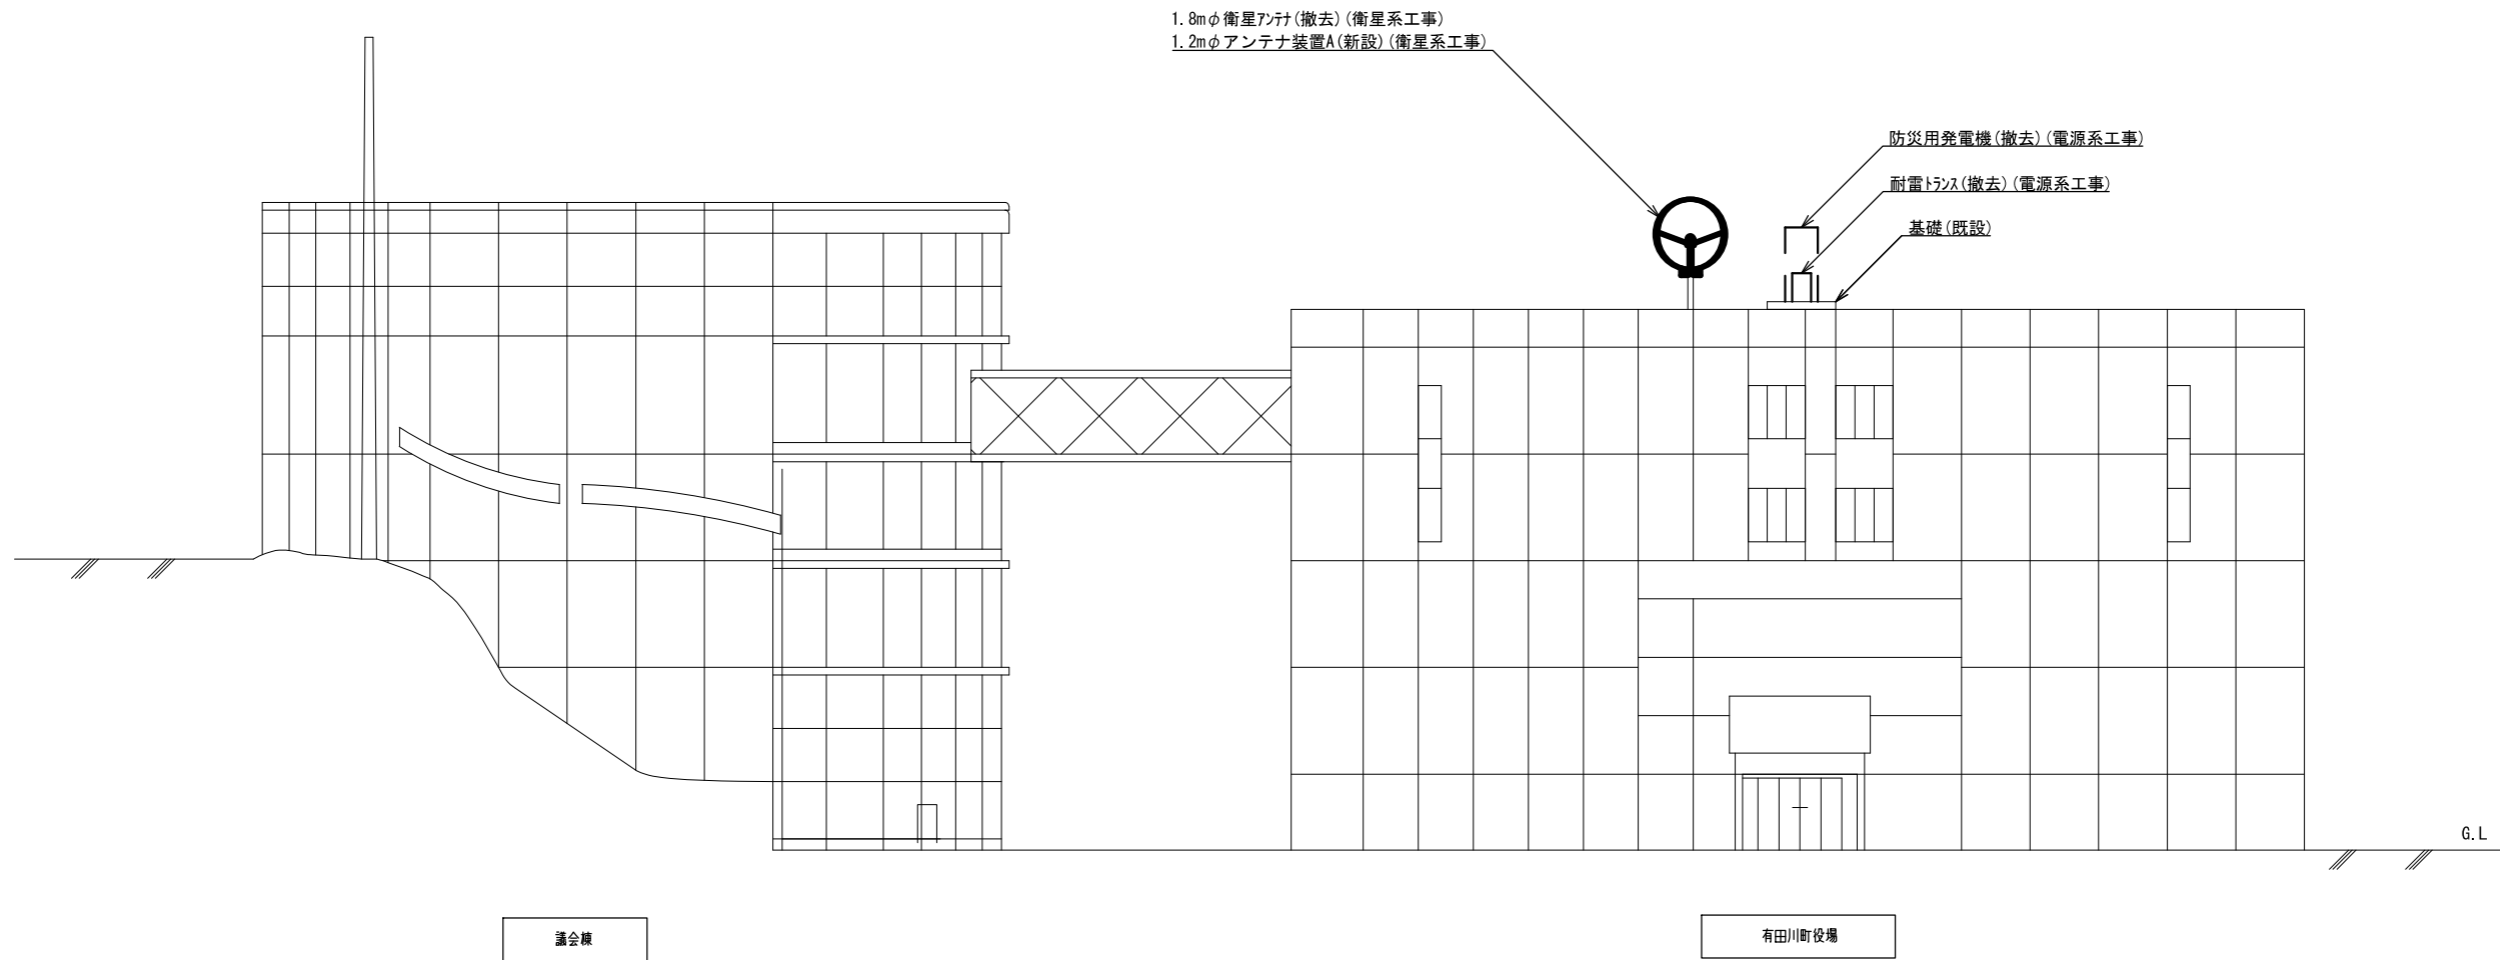 1.8mφ衛星ｱﾝﾃﾅ(撤去)(衛星系工事)
1.2mφアンテナ装置A(新設)(衛星系工事)
防災用発電機(撤去)(電源系工事)
耐雷ﾄﾗﾝｽ(撤去)(電源系工事)
基礎(既設)
G.L
議会棟
有田川町役場